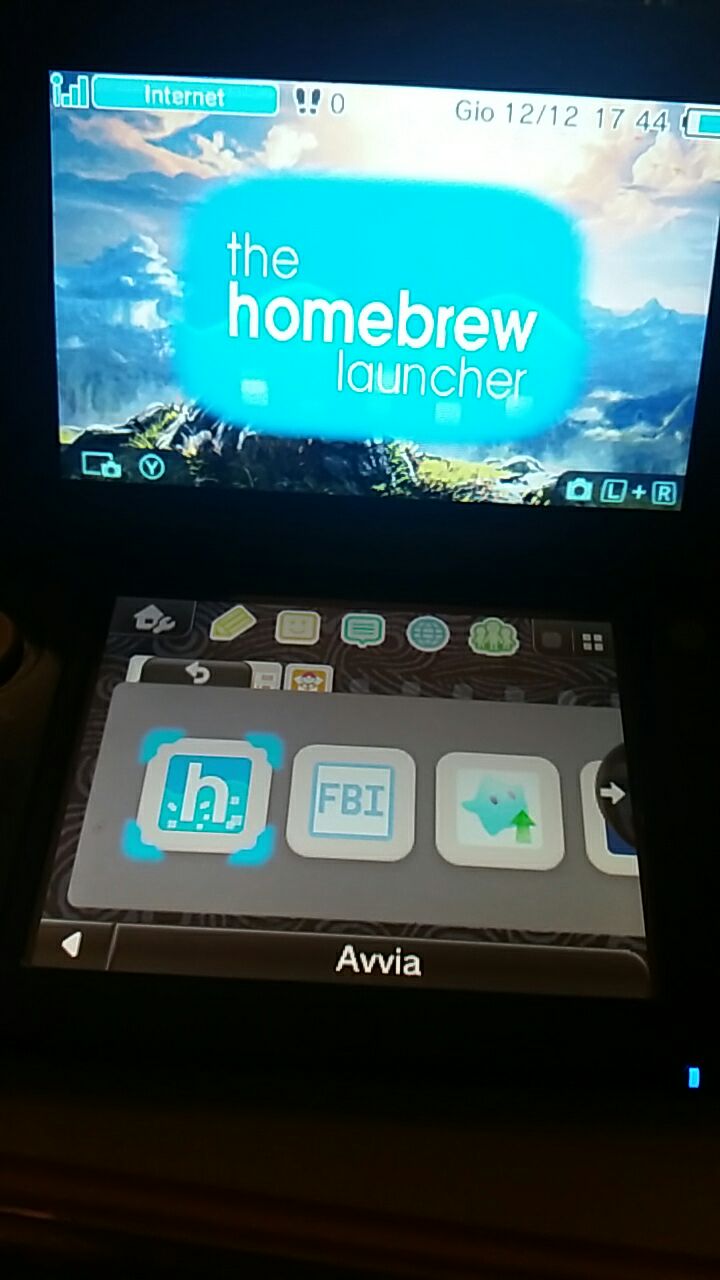 Internet
0
Gio 12/12 17 44
the
homebrew
launcher
Y
L + R
h
FBI
Avvia